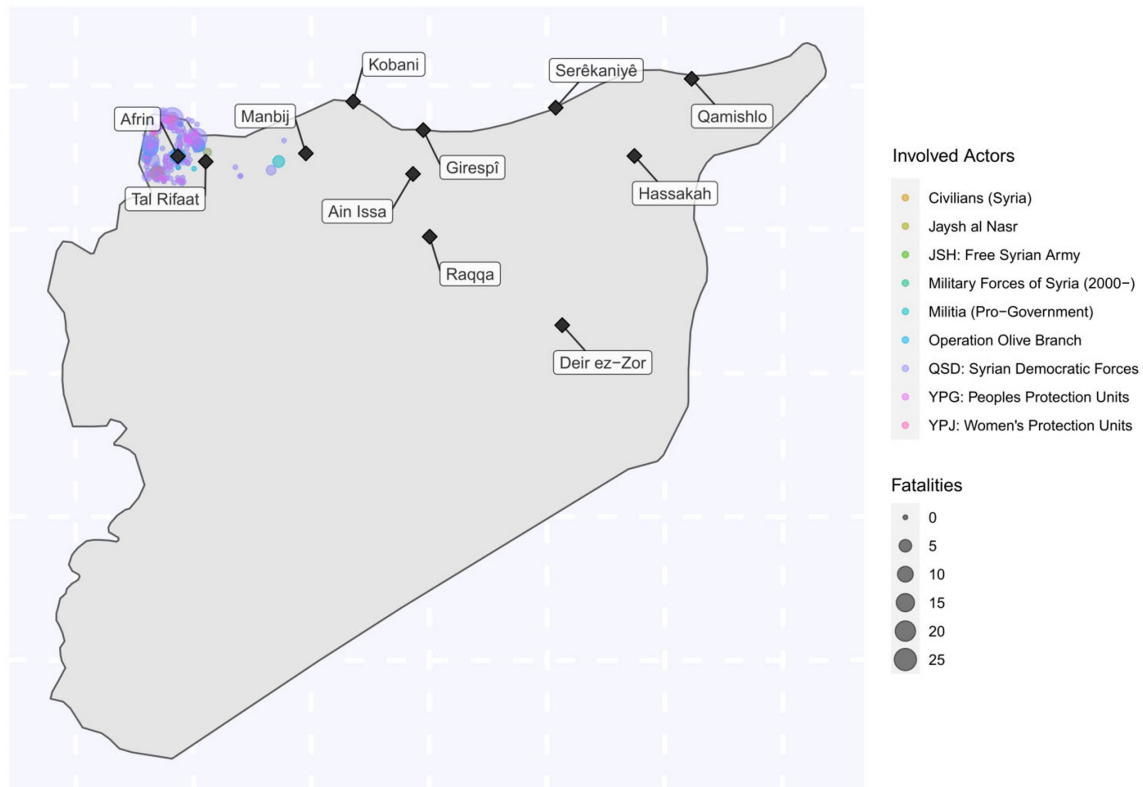 Kobani
Serêkaniyê
Afrin
Manbij
Qamishlo
Girespî
Tal Rifaat
Ain Issa
Hassakah
Raqqa
Deir ez−Zor
Involved Actors
Civilians (Syria)
Jaysh al Nasr
JSH: Free Syrian Army
Military Forces of Syria (2000−)
Militia (Pro−Government)
Operation Olive Branch
QSD: Syrian Democratic Forces
YPG: Peoples Protection Units
YPJ: Women's Protection Units
Fatalities
0
5
10
15
20
25